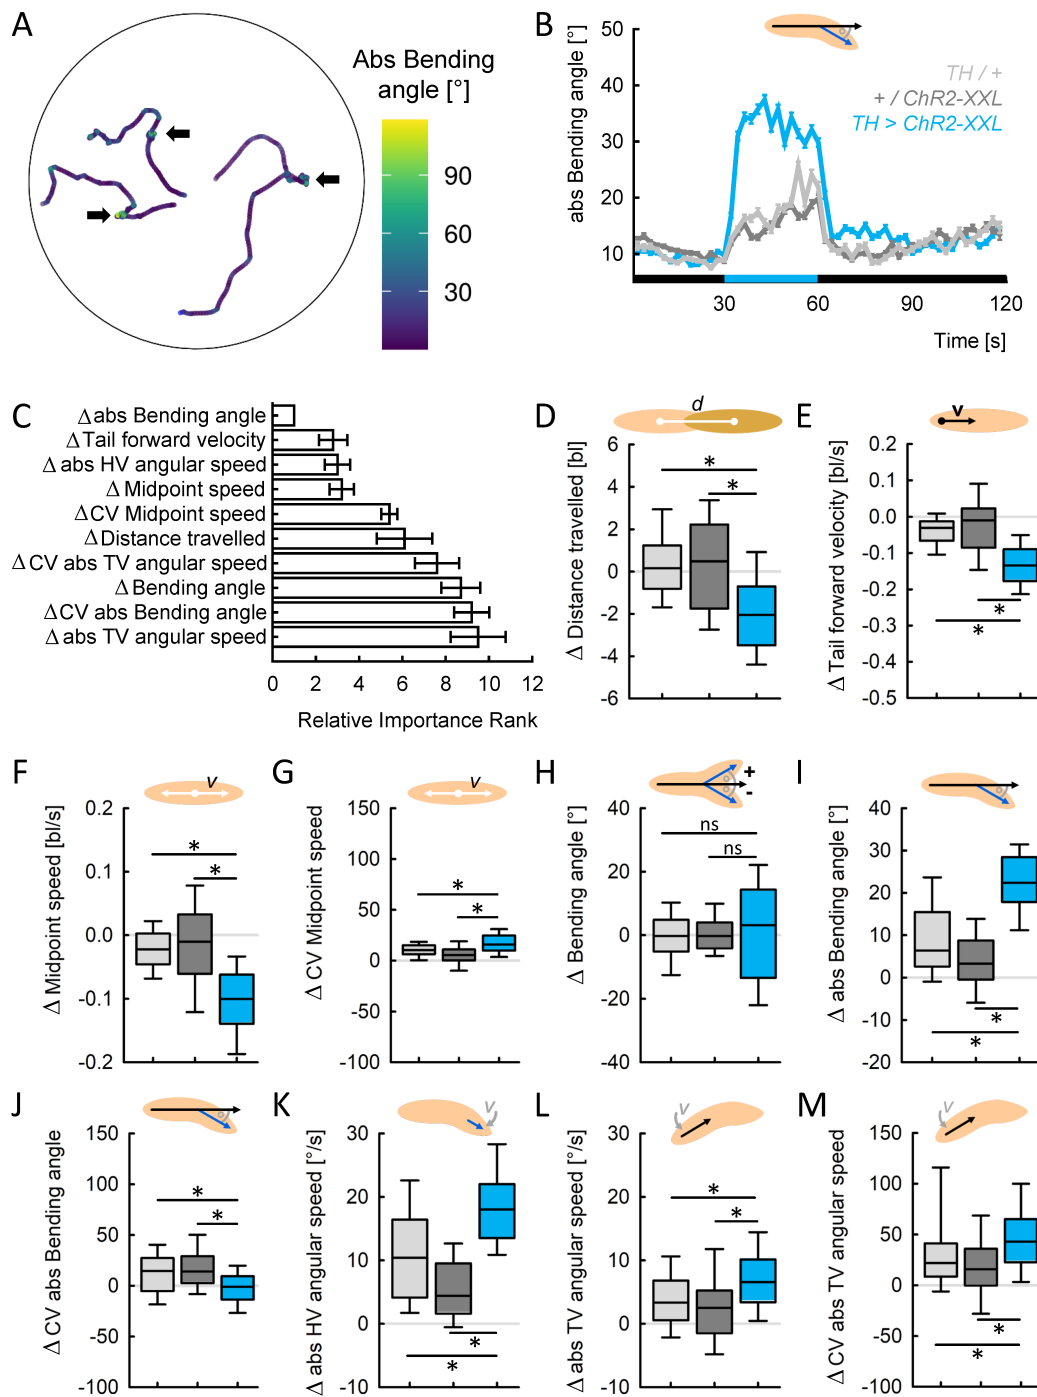 A
Abs Bending
angle [°]
90
60
30
B
abs Bending angle [°]
50
40
30
20
10
TH / +
+ / ChR2-XXL
TH > ChR2-XXL
30
60
90
120
Time [s]
C
Δ abs Bending angle
Δ Tail forward velocity
Δ abs HV angular speed
Δ Midpoint speed
Δ CV Midpoint speed
Δ Distance travelled
Δ CV abs TV angular speed
Δ Bending angle
Δ CV abs Bending angle
Δ abs TV angular speed
0 2 4 6 8 10 12
Relative Importance Rank
D
d
Δ Distance travelled [bl]
6
4
2
0
-2
-4
-6
*
*
E
v
Δ Tail forward velocity [bl/s]
0.2
0.1
0.0
-0.1
-0.2
-0.3
-0.4
-0.5
*
*
F
v
Δ Midpoint speed [bl/s]
0.2
0.1
0.0
-0.1
-0.2
*
*
G
v
Δ CV Midpoint speed
150
100
50
0
-50
-100
*
*
H
+
-
Δ Bending angle [°]
40
20
0
-20
-40
ns
ns
I
Δ abs Bending angle [°]
40
30
20
10
0
-10
-20
*
*
J
Δ CV abs Bending angle
150
100
50
0
-50
-100
*
*
K
v
Δ abs HV angular speed [°/s]
30
20
10
0
-10
*
*
L
v
Δ abs TV angular speed [°/s]
30
20
10
0
-10
*
*
M
v
Δ CV abs TV angular speed
150
100
50
0
-50
-100
*
*